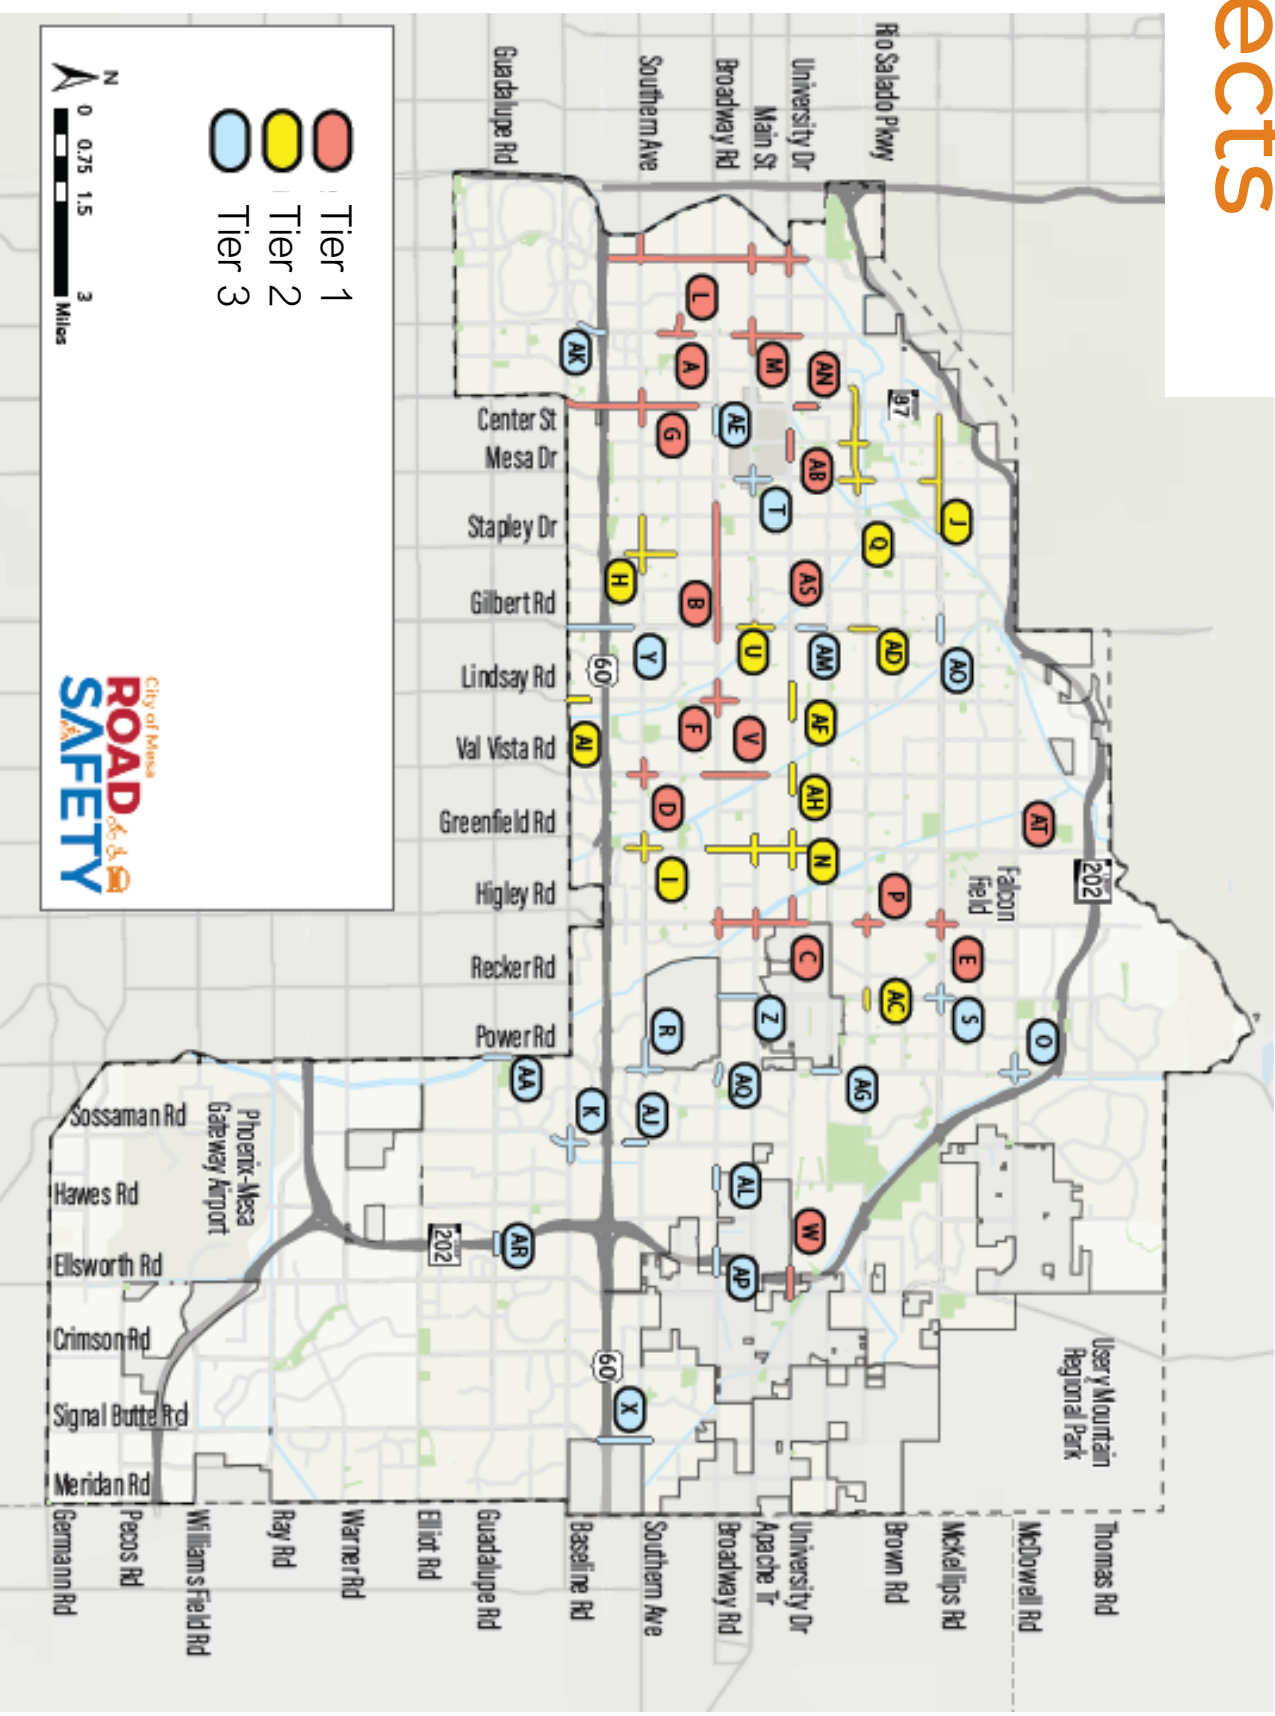 ects
Rio Salado Pkwy
University Dr
Main St
Broadway Rd
Southern Ave
Guadalupe Rd
N
0 0.75 1.5 3
Miles
Tier 1
Tier 2
Tier 3
L
AK
A
M
AN
87
Center St
G
AE
Mesa Dr
AB
T
J
Q
Stapley Dr
H
AS
B
Gilbert Rd
Y
U
AM
AD
AO
60
Lindsay Rd
AI
F
V
AF
Val Vista Rd
D
AH
AT
Greenfield Rd
I
N
P
Falcon
Field
202
Higley Rd
C
E
Recker Rd
AC
S
Z
R
O
Power Rd
AA
AQ
AG
K
AJ
Sossaman Rd
Phoenix-Mesa
Gateway Airport
AL
Hawes Rd
W
AR
202
AP
Ellsworth Rd
Crimson Rd
60
X
Signal Butte Rd
Usery Mountain
Regional Park
Meridan Rd
Thomas Rd
McDowell Rd
McKellips Rd
Brown Rd
University Dr
Apache Tr
Broadway Rd
Southern Ave
Baseline Rd
Guadalupe Rd
Elliot Rd
Warner Rd
Ray Rd
Williams Field Rd
Pecos Rd
Germann Rd
City of Mesa
ROAD
SAFETY